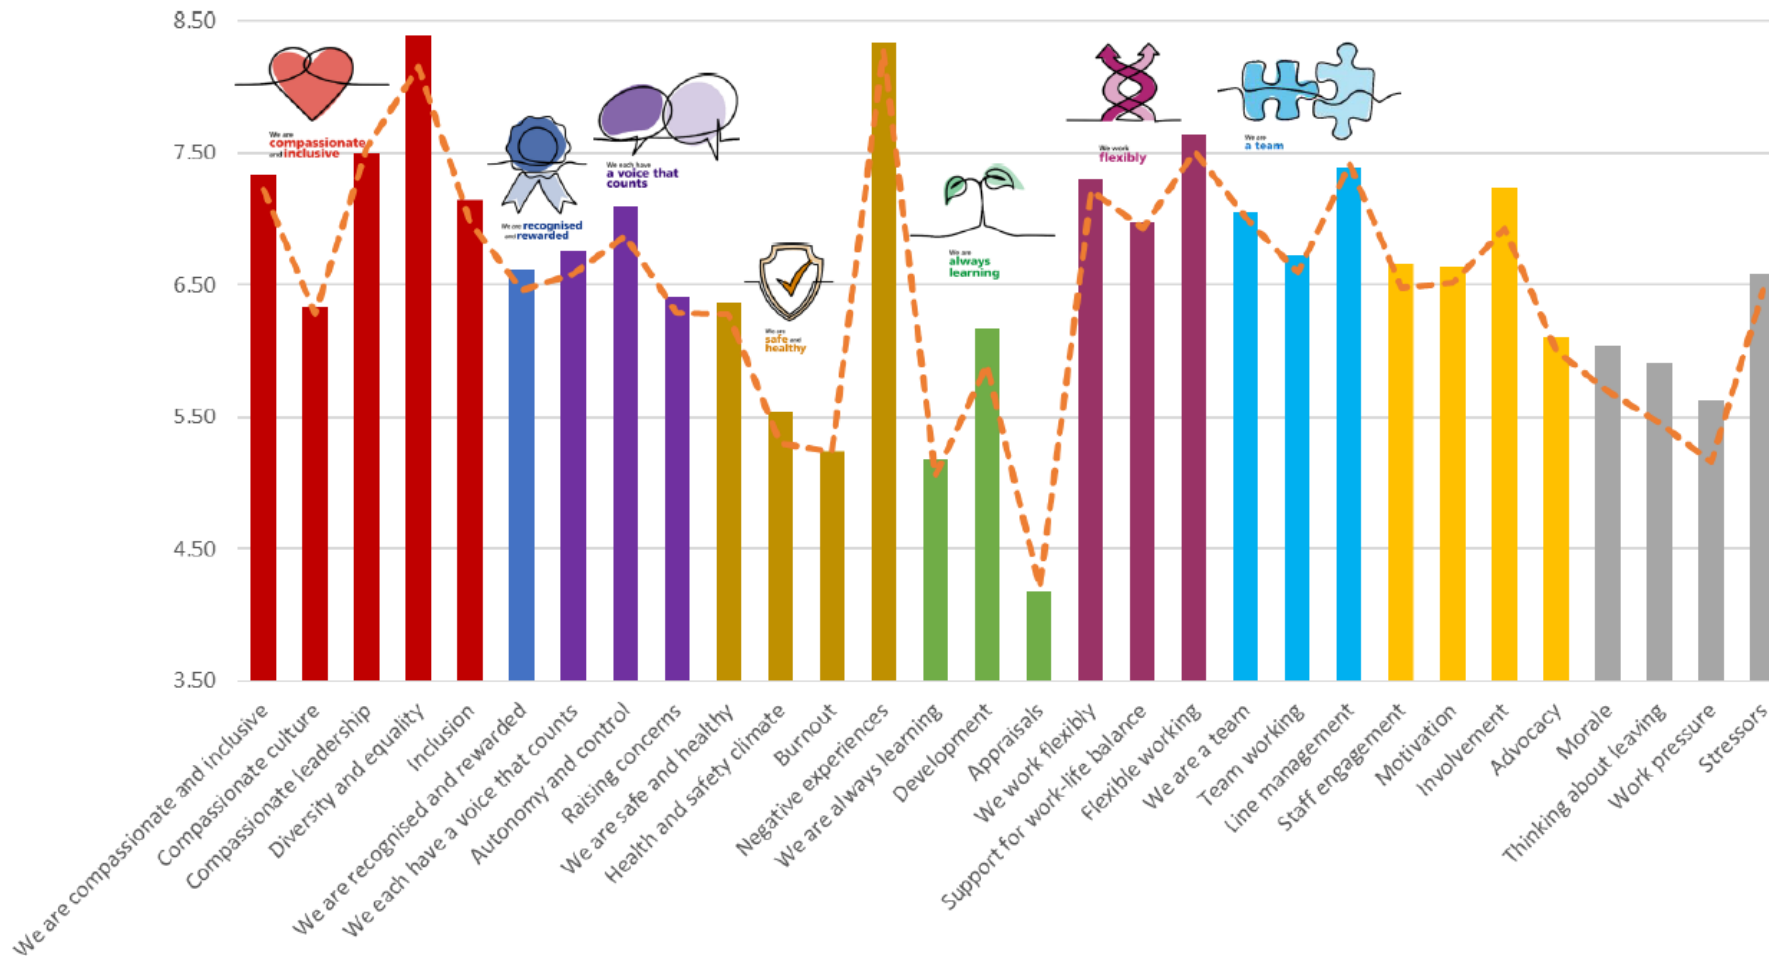 8.50
7.50
6.50
5.50
4.50
3.50
We are
compassionate
and inclusive
We are recognised
and rewarded
We each have
a voice that
counts
We are
safe and
healthy
We are
always
learning
We work
flexibly
We are
a team
We are compassionate and inclusive
Compassionate culture
Compassionate leadership
Diversity and equality
Inclusion
We are recognised and rewarded
We each have a voice that counts
Autonomy and control
Raising concerns
We are safe and healthy
Health and safety climate
Burnout
Negative experiences
We are always learning
Development
Appraisals
We work flexibly
Support for work-life balance
Flexible working
We are a team
Team working
Line management
Staff engagement
Motivation
Involvement
Advocacy
Morale
Thinking about leaving
Work pressure
Stressors